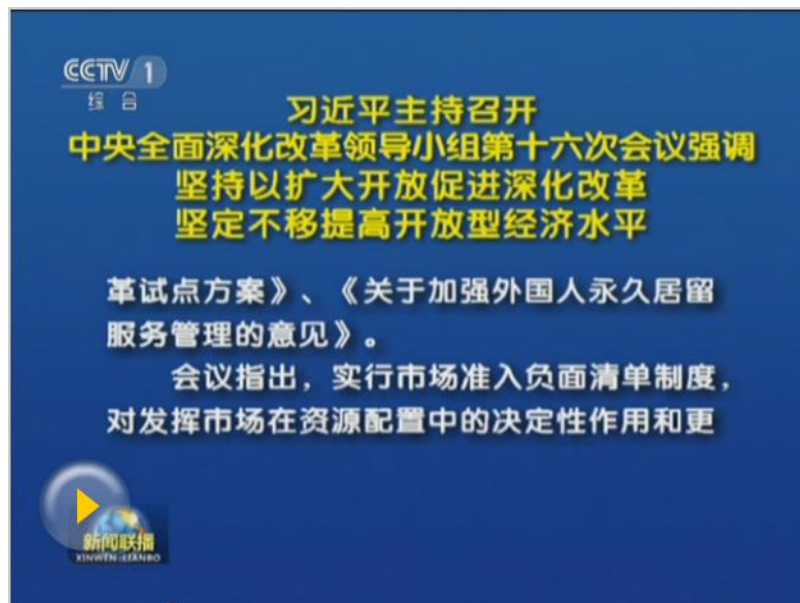 CCTV 1
综合
习近平主持召开
中央全面深化改革领导小组第十六次会议强调
坚持以扩大开放促进深化改革
坚定不移提高开放型经济水平
革试点方案》、《关于加强外国人永久居留
服务管理的意见》。
会议指出，实行市场准入负面清单制度，
对发挥市场在资源配置中的决定性作用和更
新闻联播
XINWEN LIANBO